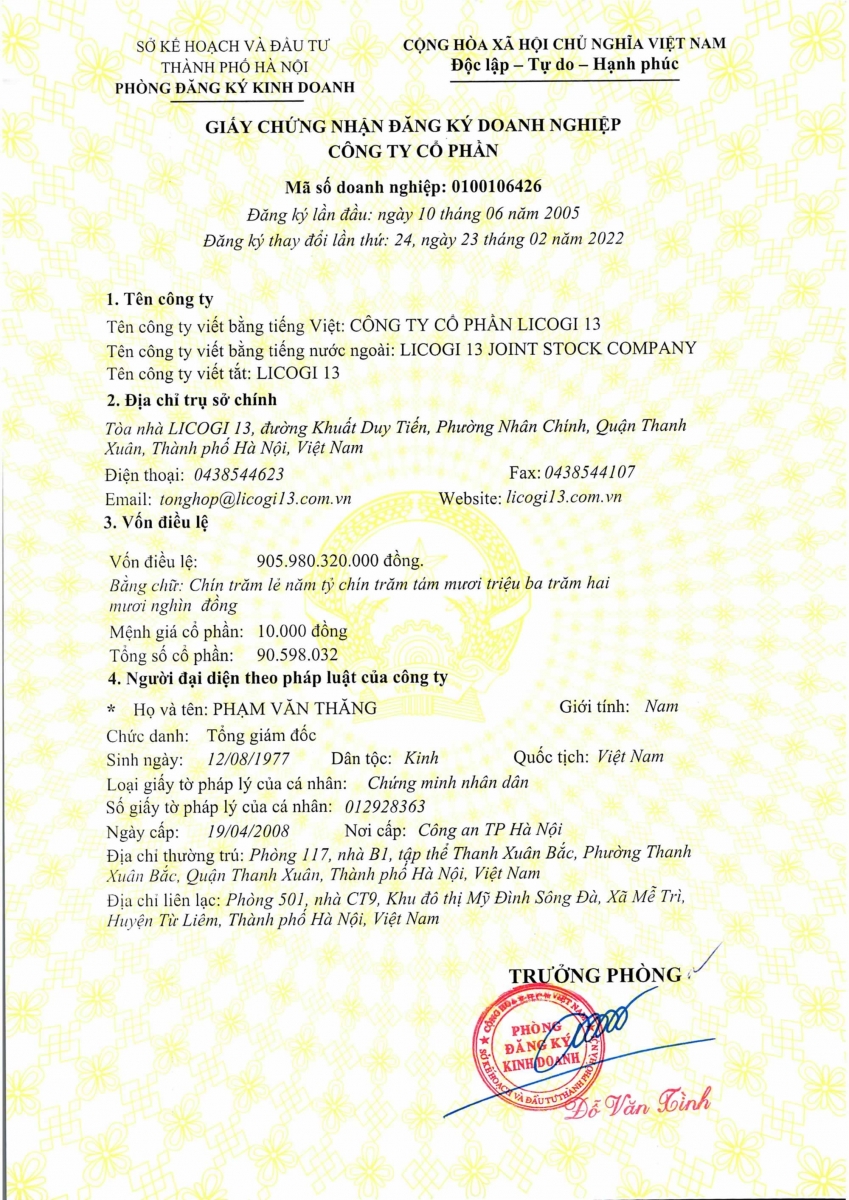 SỞ KẾ HOẠCH VÀ ĐẦU TƯ
THÀNH PHỐ HÀ NỘI
PHÒNG ĐĂNG KÝ KINH DOANH
CỘNG HÒA XÃ HỘI CHỦ NGHĨA VIỆT NAM
Độc lập – Tự do – Hạnh phúc
GIẤY CHỨNG NHẬN ĐĂNG KÝ DOANH NGHIỆP
CÔNG TY CỔ PHẦN
Mã số doanh nghiệp: 0100106426
Đăng ký lần đầu: ngày 10 tháng 06 năm 2005
Đăng ký thay đổi lần thứ: 24, ngày 23 tháng 02 năm 2022
1. Tên công ty
Tên công ty viết bằng tiếng Việt: CÔNG TY CỔ PHẦN LICOGI 13
Tên công ty viết bằng tiếng nước ngoài: LICOGI 13 JOINT STOCK COMPANY
Tên công ty viết tắt: LICOGI 13
2. Địa chỉ trụ sở chính
Tòa nhà LICOGI 13, đường Khuất Duy Tiến, Phường Nhân Chính, Quận Thanh
Xuân, Thành phố Hà Nội, Việt Nam
Điện thoại: 0438544623 Fax: 0438544107
Email: tonghop@licogi13.com.vn Website: licogi13.com.vn
3. Vốn điều lệ
Vốn điều lệ: 905.980.320.000 đồng.
Bằng chữ: Chín trăm lẻ năm tỷ chín trăm tám mươi triệu ba trăm hai
mươi nghìn đồng
Mệnh giá cổ phần: 10.000 đồng
Tổng số cổ phần: 90.598.032
4. Người đại diện theo pháp luật của công ty
* Họ và tên: PHẠM VĂN THĂNG Giới tính: Nam
Chức danh: Tổng giám đốc
Sinh ngày: 12/08/1977 Dân tộc: Kinh Quốc tịch: Việt Nam
Loại giấy tờ pháp lý của cá nhân: Chứng minh nhân dân
Số giấy tờ pháp lý của cá nhân: 012928363
Ngày cấp: 19/04/2008 Nơi cấp: Công an TP Hà Nội
Địa chỉ thường trú: Phòng 117, nhà B1, tập thể Thanh Xuân Bắc, Phường Thanh
Xuân Bắc, Quận Thanh Xuân, Thành phố Hà Nội, Việt Nam
Địa chỉ liên lạc: Phòng 501, nhà CT9, Khu đô thị Mỹ Đình Sông Đà, Xã Mễ Trì,
Huyện Từ Liêm, Thành phố Hà Nội, Việt Nam
TRƯỞNG PHÒNG
CỘNG HÒA X.H.C.N VIỆT NAM
PHÒNG
ĐĂNG KÝ
KINH DOANH
SỞ KẾ HOẠCH VÀ ĐẦU TƯ THÀNH PHỐ HÀ NỘI
Đỗ Văn Tình